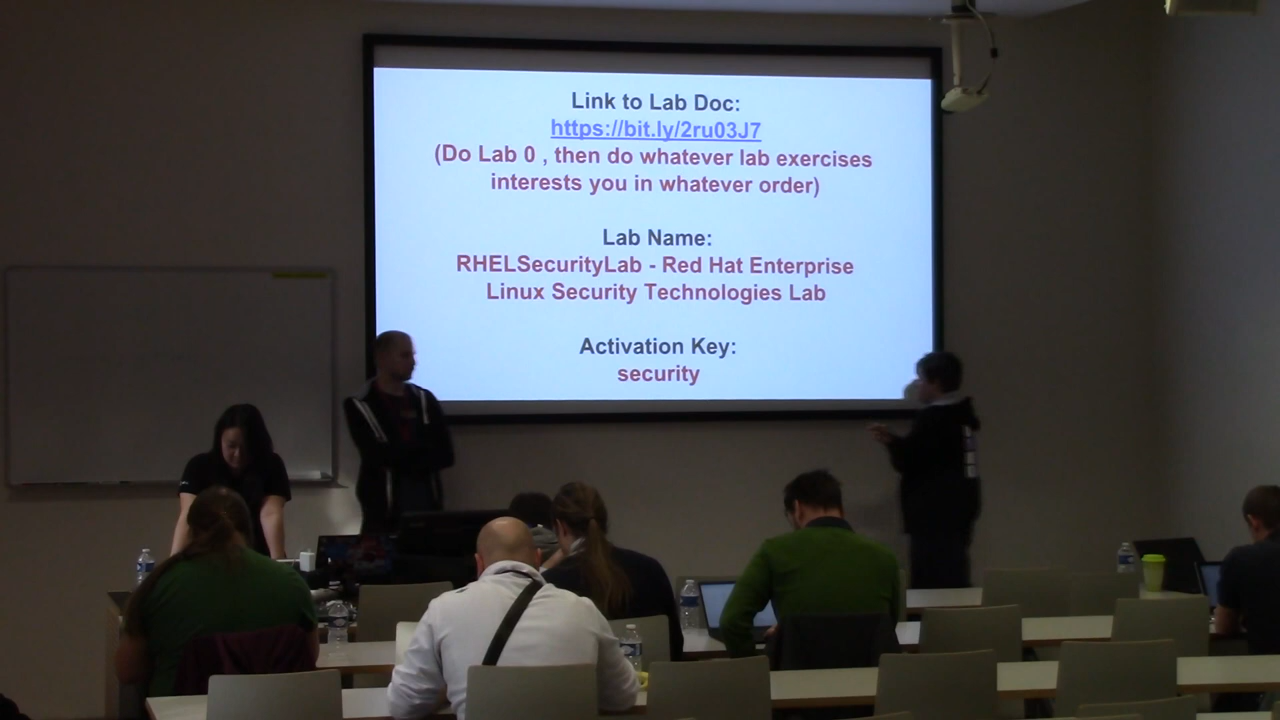 Link to Lab Doc:
https://bit.ly/2ru03J7
(Do Lab 0 , then do whatever lab exercises
interests you in whatever order)
Lab Name:
RHELSecurityLab - Red Hat Enterprise
Linux Security Technologies Lab
Activation Key:
security